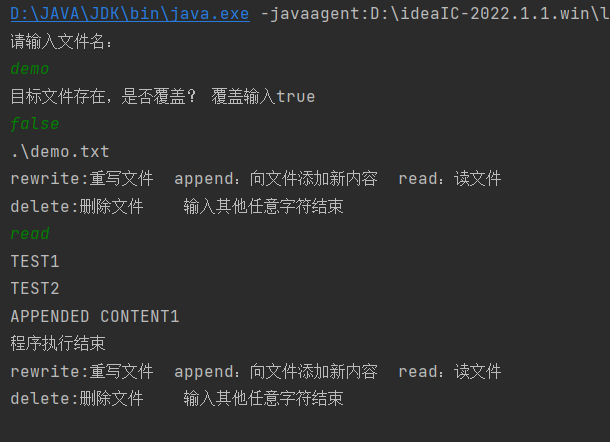 D:\JAVA\JDK\bin\java.exe -javaagent:D:\ideaIC-2022.1.1.win\l
请输入文件名：
demo
目标文件存在，是否覆盖？ 覆盖输入true
false
.\demo.txt
rewrite:重写文件  append：向文件添加新内容  read：读文件
delete:删除文件    输入其他任意字符结束
read
TEST1
TEST2
APPENDED CONTENT1
程序执行结束
rewrite:重写文件  append：向文件添加新内容  read：读文件
delete:删除文件    输入其他任意字符结束